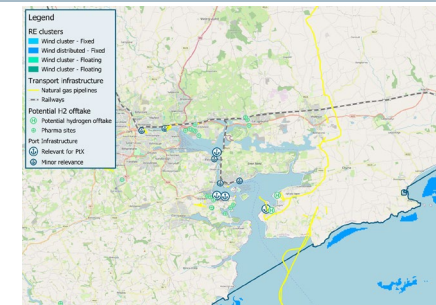 Legend
RE clusters
Wind cluster - Fixed
Wind distributed - Fixed
Wind cluster - Floating
Wind cluster - Floating
Transport infrastructure
Natural gas pipelines
Railways
Potential H2 offtake
Potential hydrogen offtake
Pharma sites
Port Infrastructure
Relevant for PtX
Minor relevance